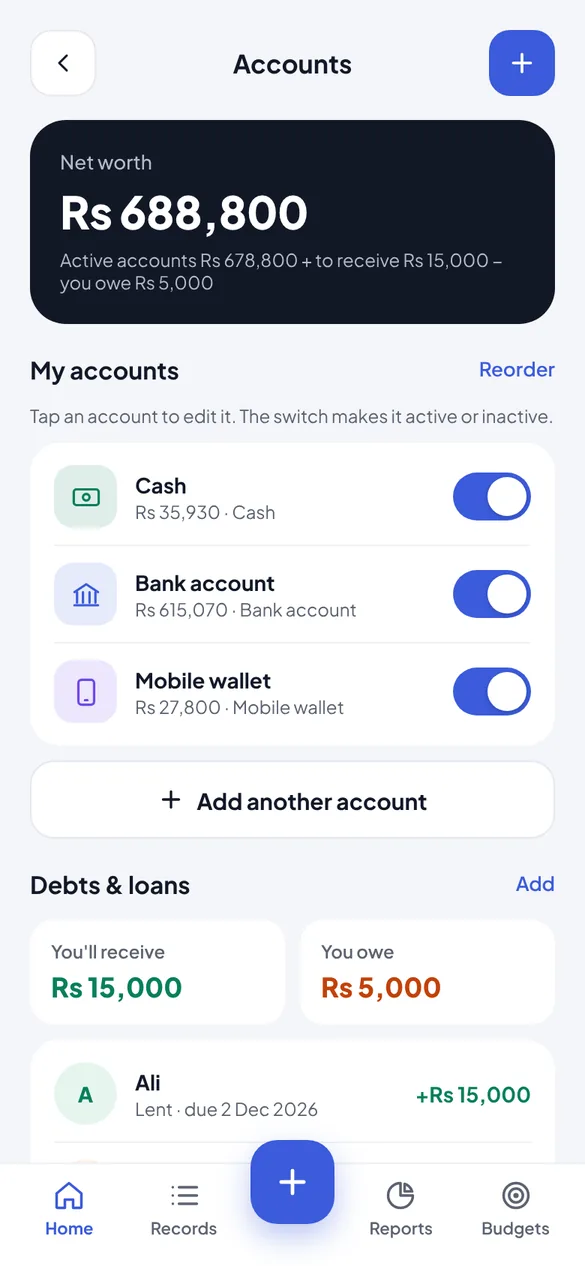 Accounts
Net worth
Rs 688,800
Active accounts Rs 678,800 + to receive Rs 15,000 –
you owe Rs 5,000
My accounts
Reorder
Tap an account to edit it. The switch makes it active or inactive.
Cash
Rs 35,930 · Cash
Bank account
Rs 615,070 · Bank account
Mobile wallet
Rs 27,800 · Mobile wallet
Add another account
Debts & loans
Add
You'll receive
Rs 15,000
You owe
Rs 5,000
A
Ali
Lent · due 2 Dec 2026
+Rs 15,000
Home
Records
Reports
Budgets